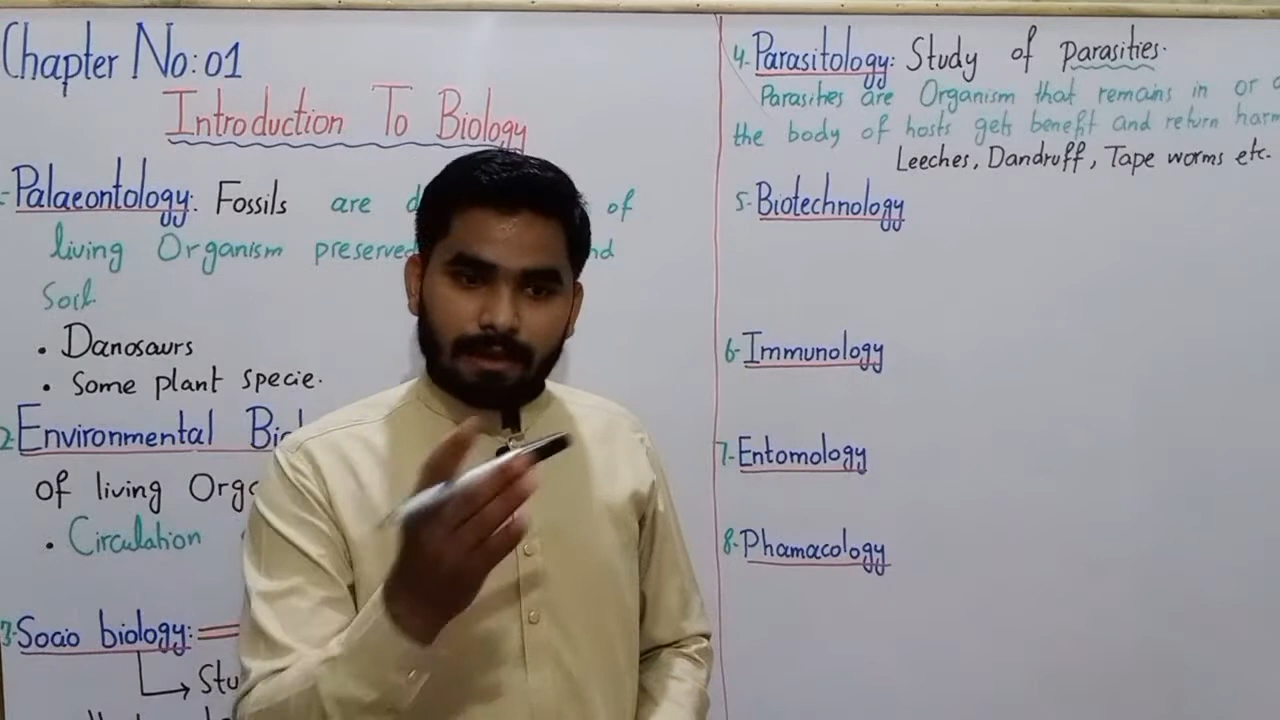 Chapter No: 01
Introduction To Biology
Palaeontology: Fossils are of
living Organism preserved
Soil.
• Danosaurs
• Some plant specie.
2- Environmental
of living
• Circulation
3- Socio biology:
4- Parasitology: Study of parasities.
Parasites are Organism that remains in or
the body of hosts gets benefit and return harm
Leeches, Dandruff, Tape worms etc.
5- Biotechnology
6- Immunology
7- Entomology
8- Phamacology